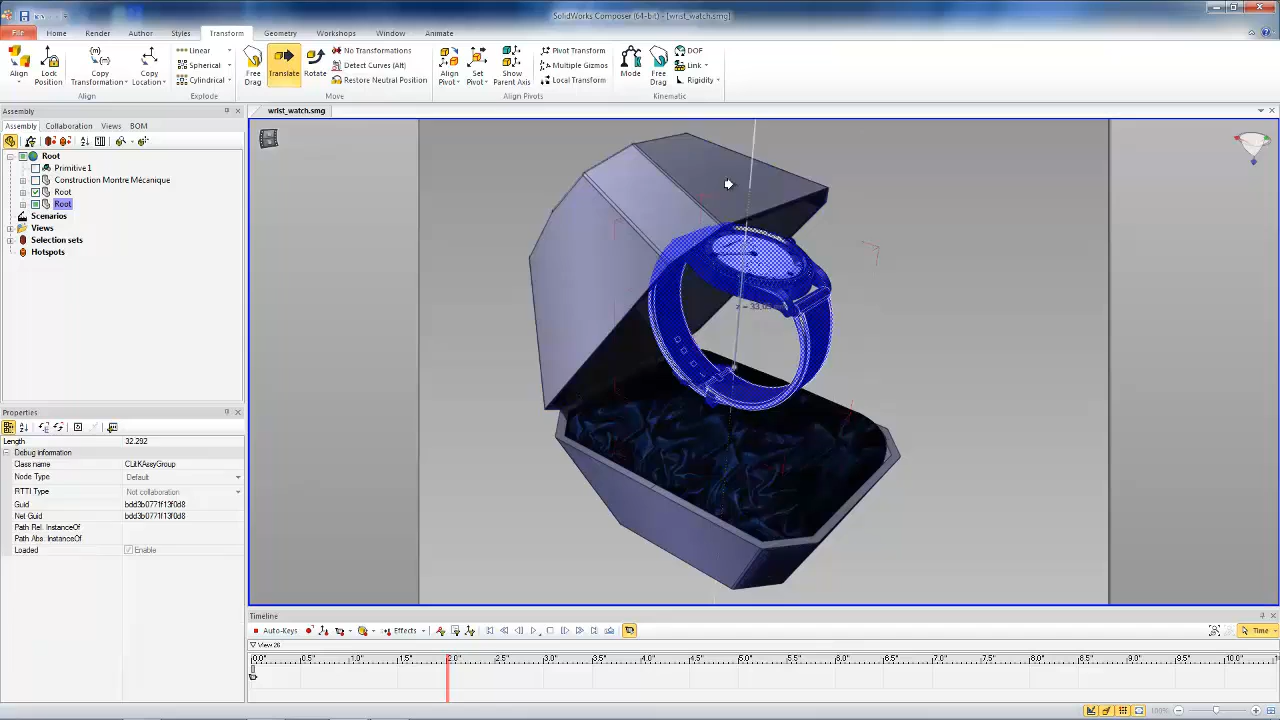 SolidWorks Composer (64-bit) - [wrist_watch.smg]
File Home Render Author Styles Transform Geometry Workshops Window Animate
Align
Lock Position
Copy Transformation
Copy Location
Align
Linear
Spherical
Cylindrical
Explode
Free Drag
Translate
Rotate
No Transformations
Detect Curves (Alt)
Restore Neutral Position
Move
Align Pivot
Set Pivot
Show Parent Axis
Pivot Transform
Multiple Gizmos
Local Transform
Align Pivots
Mode
Free Drag
DOF
Link
Rigidity
Kinematic
Assembly
wrist_watch.smg
Assembly Collaboration Views BOM
Root
Primitive 1
Construction Montre Mécanique
Root
Root
Scenarios
Views
Selection sets
Hotspots
Properties
Length 32.292
Debug information
Class name CLitKAssyGroup
Node Type Default
RTTI Type Not collaboration
Guid bdd3b0771f13f0d8
Net Guid bdd3b0771f13f0d8
Path Rel. InstanceOf
Path Abs. InstanceOf
Loaded Enable
Timeline
Auto-Keys Effects Time
View 26
0.0" 0.5" 1.0" 1.5" 2.0" 2.5" 3.0" 3.5" 4.0" 4.5" 5.0" 5.5" 6.0" 6.5" 7.0" 7.5" 8.0" 8.5" 9.0" 9.5" 10.0"
100%